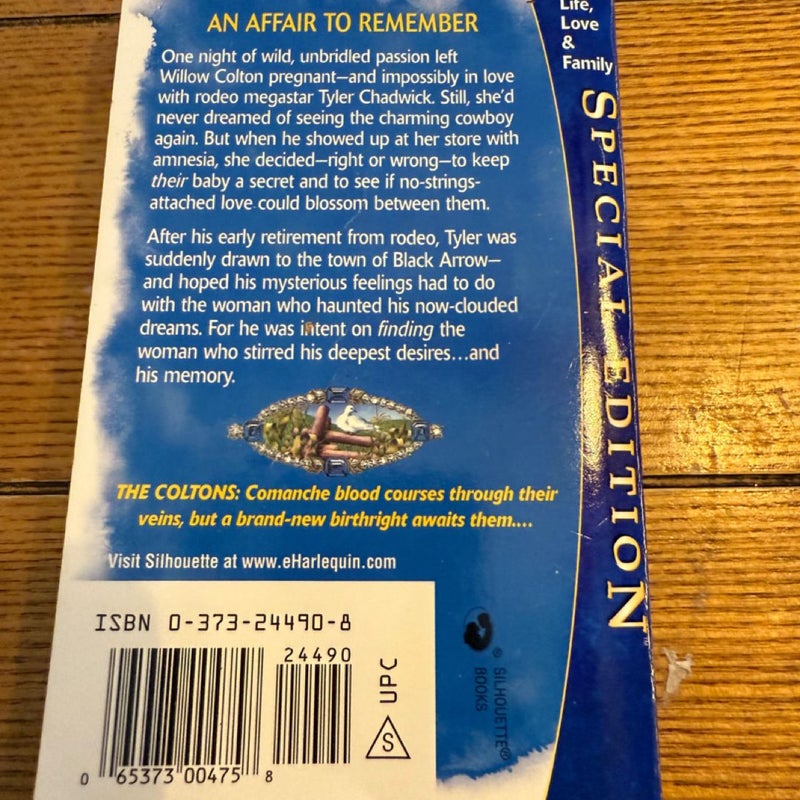 AN AFFAIR TO REMEMBER
One night of wild, unbridled passion left
Willow Colton pregnant—and impossibly in love
with rodeo megastar Tyler Chadwick. Still, she'd
never dreamed of seeing the charming cowboy
again. But when he showed up at her store with
amnesia, she decided—right or wrong—to keep
their baby a secret and to see if no-strings-
attached love could blossom between them.
After his early retirement from rodeo, Tyler was
suddenly drawn to the town of Black Arrow—
and hoped his mysterious feelings had to do
with the woman who haunted his now-clouded
dreams. For he was intent on finding the
woman who stirred his deepest desires...and
his memory.
THE COLTONS: Comanche blood courses through their
veins, but a brand-new birthright awaits them....
Visit Silhouette at www.eHarlequin.com
ISBN 0-373-24490-8
24490
0 65373 00475 8
S UPC
SILHOUETTE®
BOOKS ®
Life,
Love
&
Family
SPECIAL EDITION™